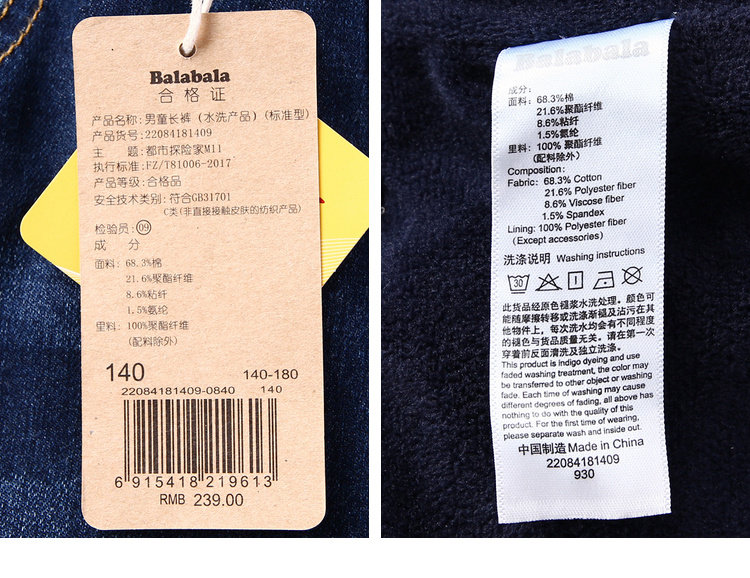 Balabala
合格证
产品名称:男童长裤(水洗产品)(标准型)
产品货号:22084181409
主 题:都市探险家M11
执行标准:FZ/T81006-2017
产品等级:合格品
安全技术类别:符合GB31701
(C类(非直接接触皮肤的纺织产品)
检验员:09
成 分
面料:68.3%棉
21.6%聚酯纤维
8.6%粘纤
1.5%氨纶
里料:100%聚酯纤维
(配料除外)
140
140-180
22084181409-0840
140
6 915418 219613
RMB 239.00
Balabala
成分:
面料:68.3%棉
21.6%聚酯纤维
8.6%粘纤
1.5%氨纶
里料:100% 聚酯纤维
(配料除外)
Composition:
Fabric: 68.3% Cotton
21.6% Polyester fiber
8.6% Viscose fiber
1.5% Spandex
Lining: 100% Polyester fiber
(Except accessories)
洗涤说明 Washing instructions
30
此货品经原色褪浆水洗处理。颜色可
能随摩擦转移或洗涤渐褪及沾污在其
他物件上，每次洗水均会有不同程度
的褪色与货品质量无关。请在第一次
穿着前反面清洗及独立洗涤。
This product is indigo dyeing and use
faded washing treatment, the color may
be transferred to other object or washing
fade. Each time of washing may cause
different degrees of fading, all above has
nothing to do with the quality of this
product. For the first time of wearing,
please separate wash and inside out.
中国制造Made in China
22084181409
930